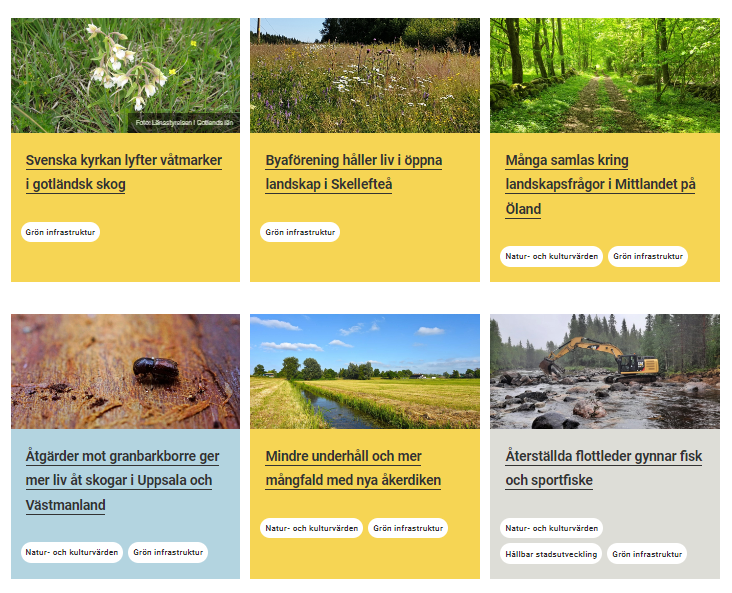 Foto: Länsstyrelsen i Gotlands län
Svenska kyrkan lyfter våtmarker
i gotländsk skog
Grön infrastruktur
Byaförening håller liv i öppna
landskap i Skellefteå
Grön infrastruktur
Många samlas kring
landskapsfrågor i Mittlandet på
Öland
Natur- och kulturvärden
Grön infrastruktur
Åtgärder mot granbarkborre ger
mer liv åt skogar i Uppsala och
Västmanland
Natur- och kulturvärden
Grön infrastruktur
Mindre underhåll och mer
mångfald med nya åkerdiken
Natur- och kulturvärden
Grön infrastruktur
Återställda flottleder gynnar fisk
och sportfiske
Natur- och kulturvärden
Hållbar stadsutveckling
Grön infrastruktur